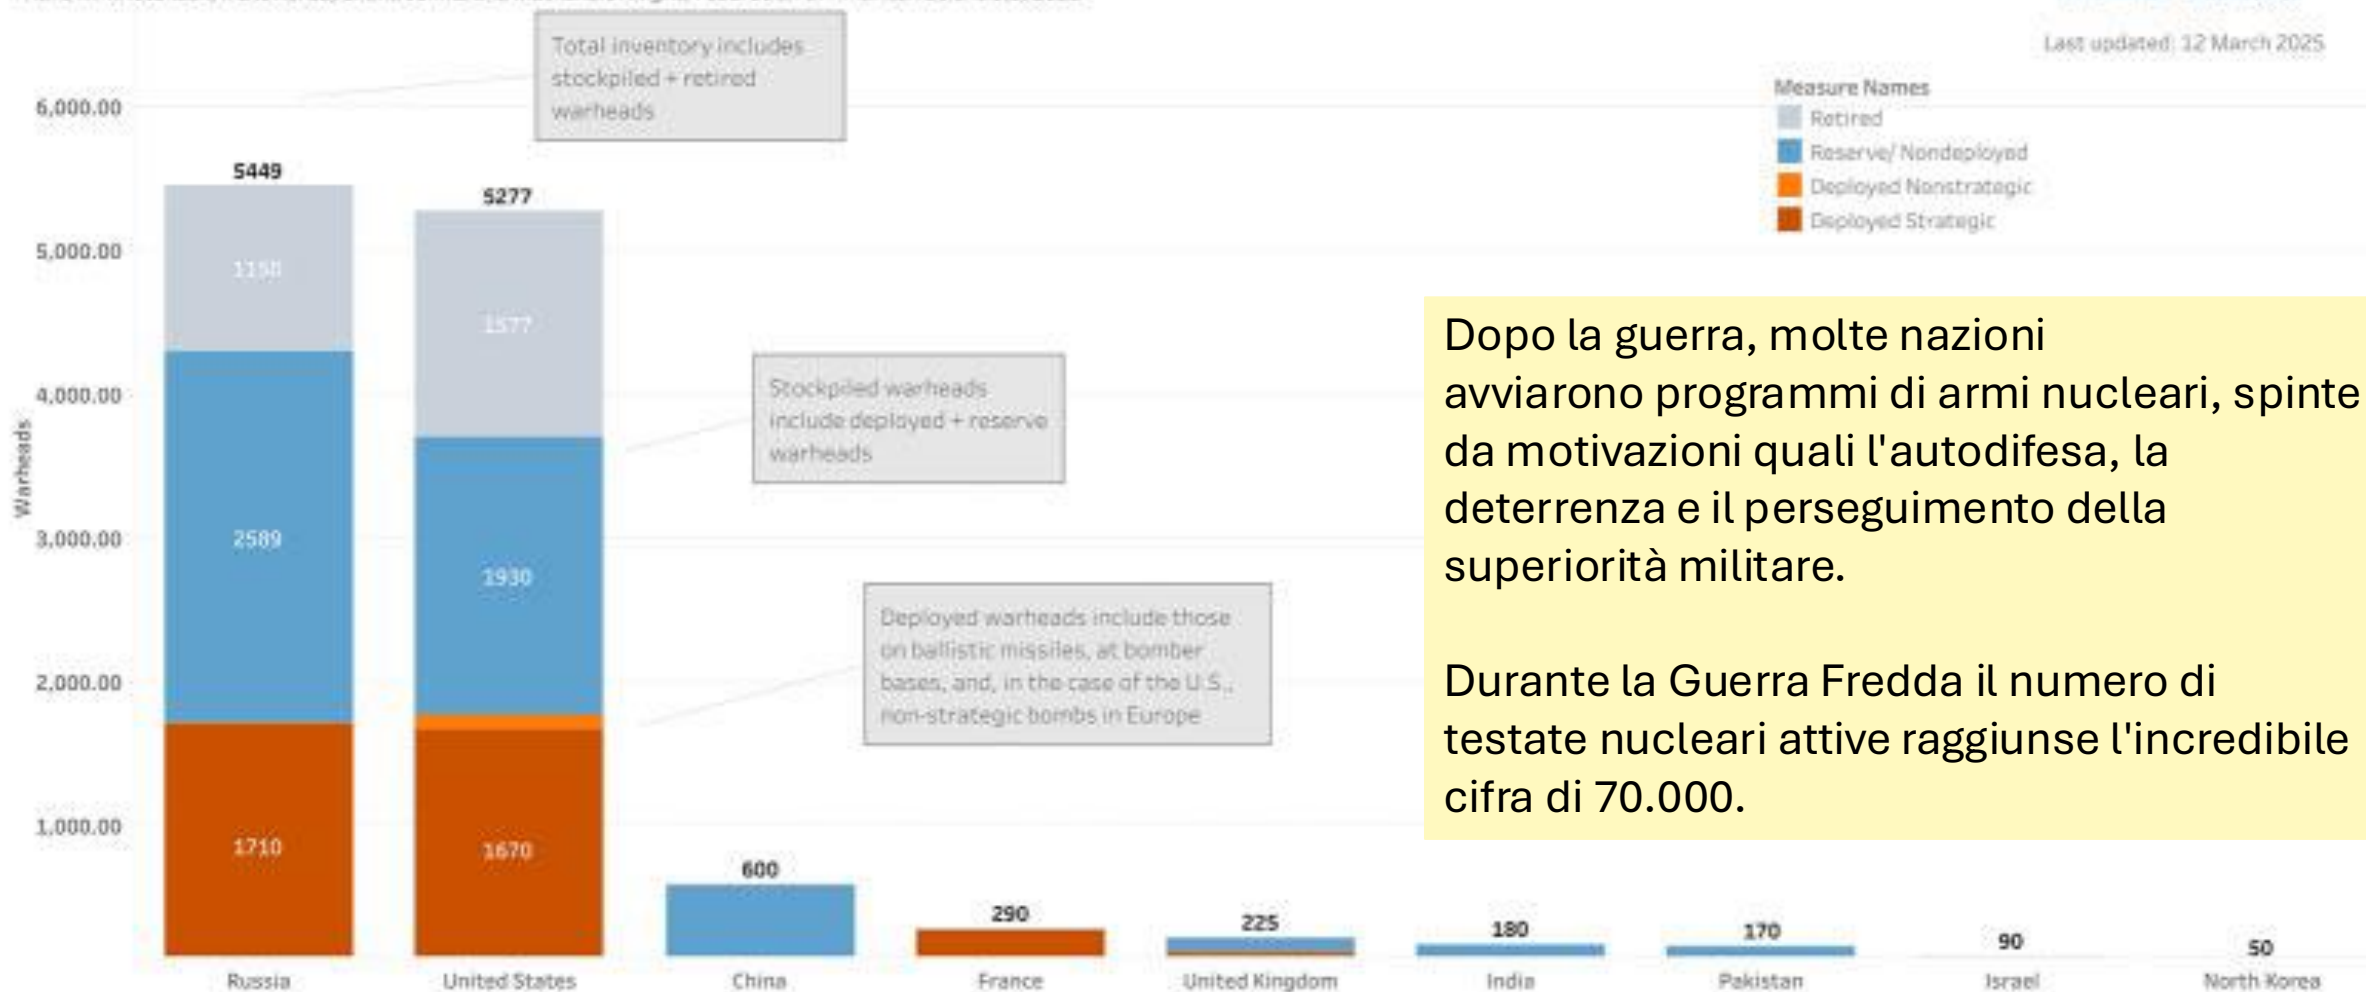 Last updated: 12 March 2025
Total inventory includes
stockpiled + retired
warheads
Measure Names
Retired
Reserve/ Nondeployed
Deployed Nonstrategic
Deployed Strategic
6,000.00
5,000.00
4,000.00
3,000.00
2,000.00
1,000.00
Warheads
5449
1150
2589
1710
5277
1577
1930
1670
Stockpiled warheads
include deployed + reserve
warheads
Deployed warheads include those
on ballistic missiles, at bomber
bases, and, in the case of the U.S.,
non-strategic bombs in Europe
Dopo la guerra, molte nazioni
avviarono programmi di armi nucleari, spinte
da motivazioni quali l'autodifesa, la
deterrenza e il perseguimento della
superiorità militare.
Durante la Guerra Fredda il numero di
testate nucleari attive raggiunse l'incredibile
cifra di 70.000.
600
290
225
180
170
90
50
Russia
United States
China
France
United Kingdom
India
Pakistan
Israel
North Korea